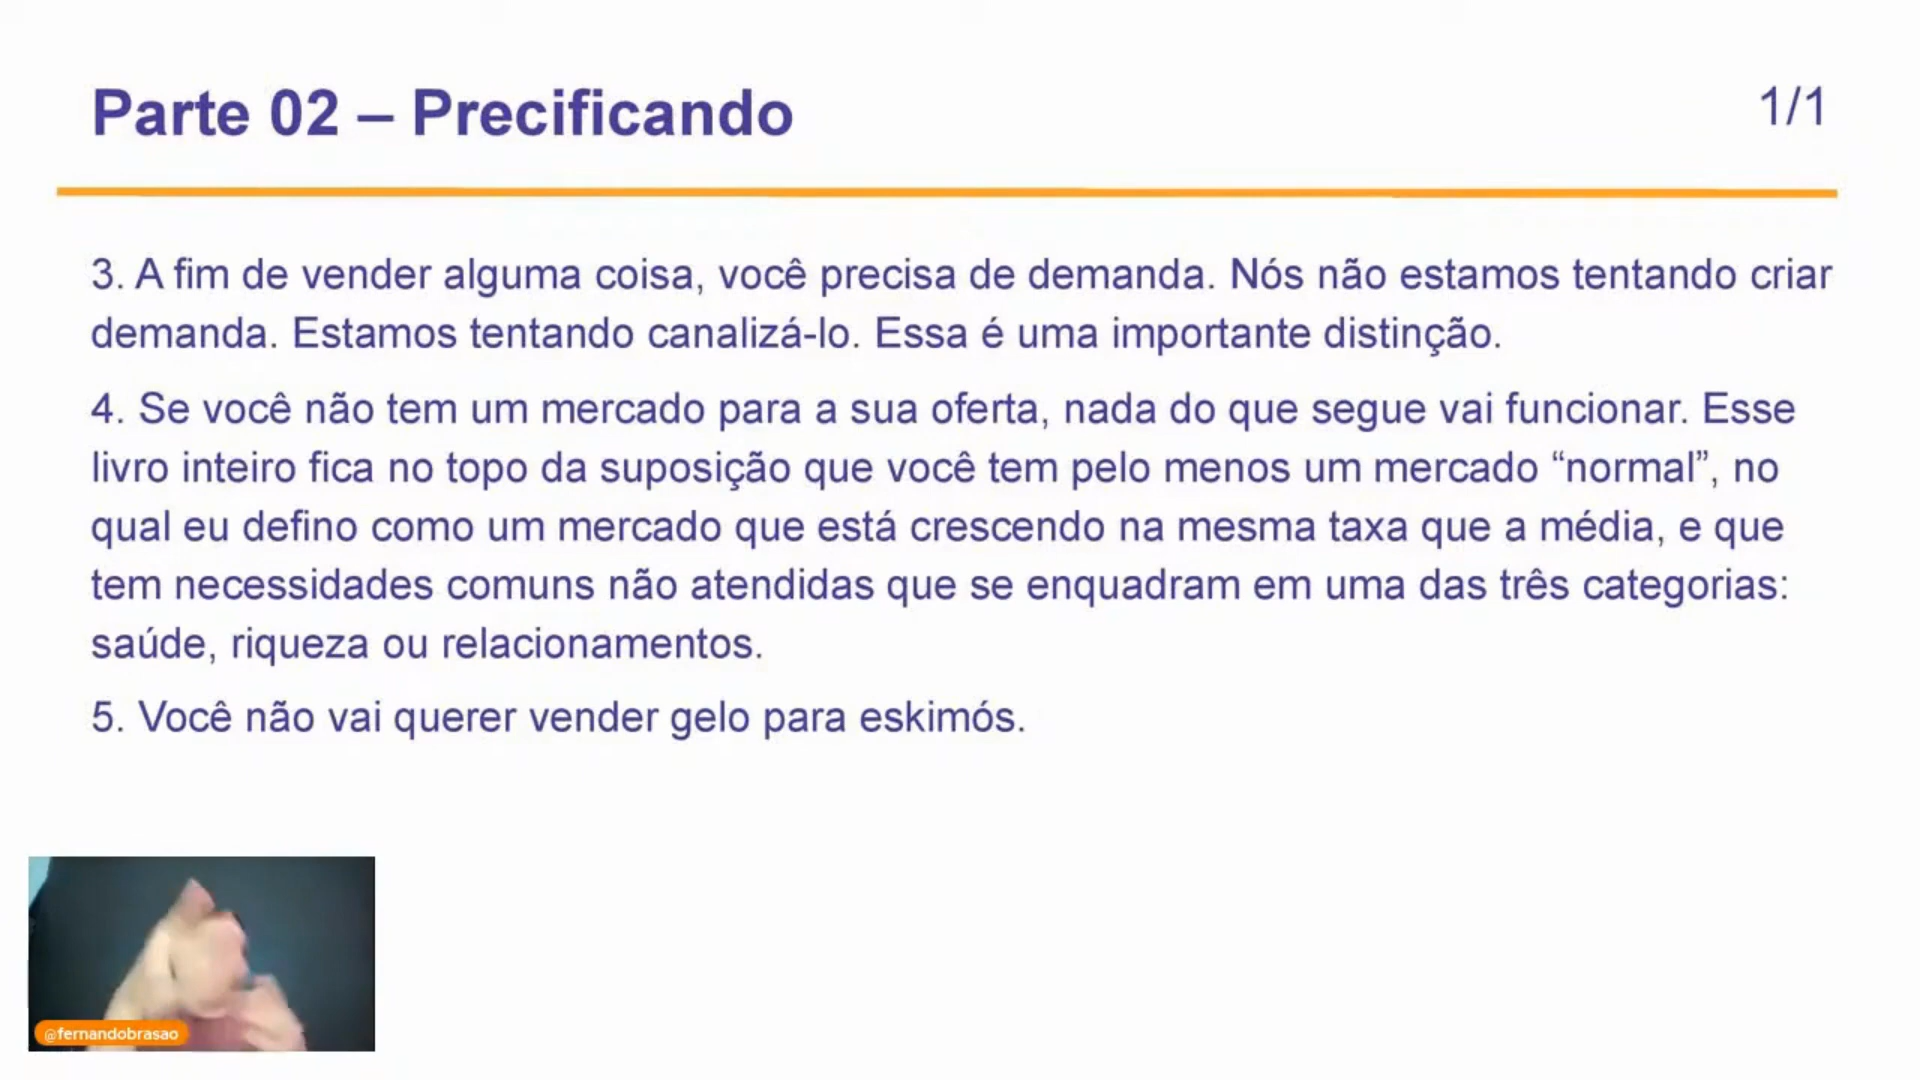 Parte 02 – Precificando
1/1
3. A fim de vender alguma coisa, você precisa de demanda. Nós não estamos tentando criar
demanda. Estamos tentando canalizá-lo. Essa é uma importante distinção.
4. Se você não tem um mercado para a sua oferta, nada do que segue vai funcionar. Esse
livro inteiro fica no topo da suposição que você tem pelo menos um mercado “normal”, no
qual eu defino como um mercado que está crescendo na mesma taxa que a média, e que
tem necessidades comuns não atendidas que se enquadram em uma das três categorias:
saúde, riqueza ou relacionamentos.
5. Você não vai querer vender gelo para eskimós.
@fernandobrasao